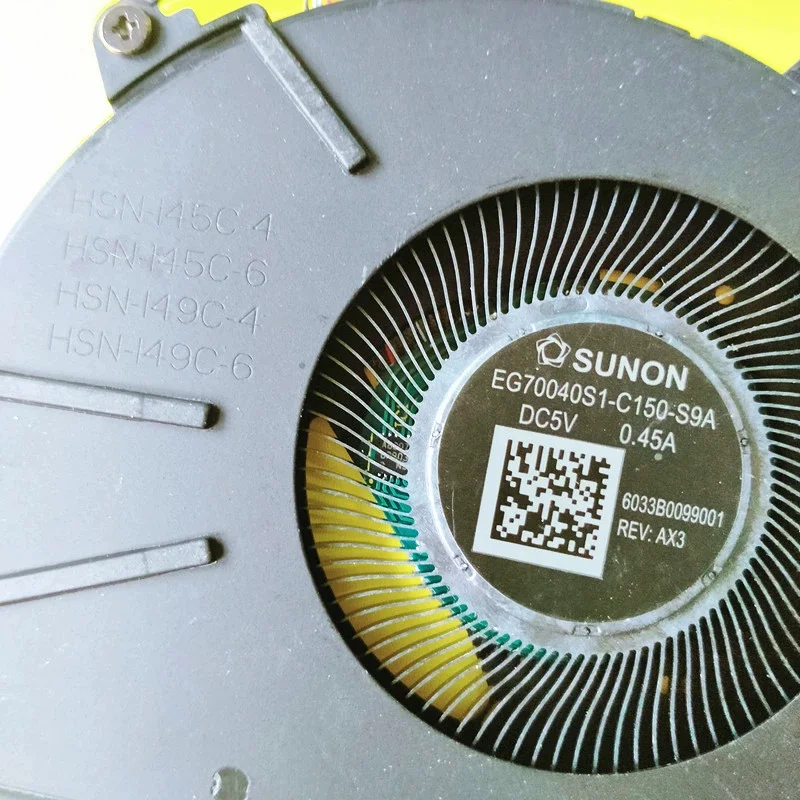 HSN-I45C-4
HSN-I45C-6
HSN-I49C-4
HSN-I49C-6
SUNON
EG70040S1-C150-S9A
DC5V 0.45A
6033B0099001
REV: AX3